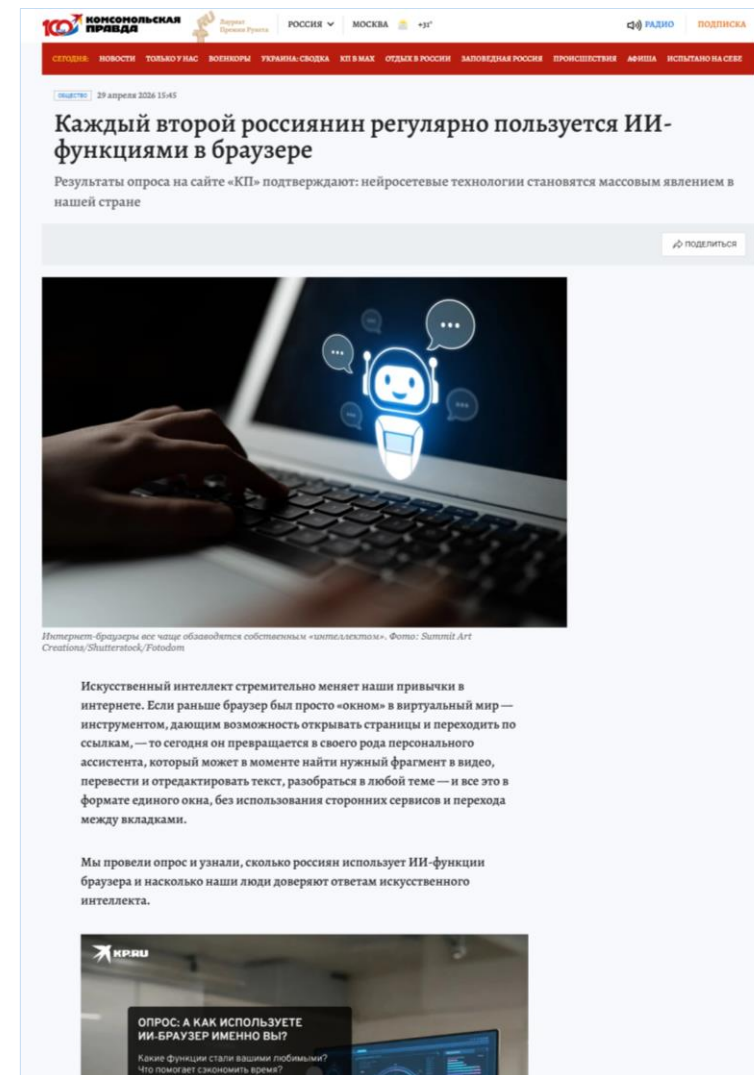 100 КОМСОМОЛЬСКАЯ ПРАВДА
Лауреат Премии Рунета
РОССИЯ
МОСКВА +31°
РАДИО
ПОДПИСКА
СЕГОДНЯ: НОВОСТИ ТОЛЬКО У НАС ВОЕНКОРЫ УКРАИНА: СВОДКА КП В МАХ ОТДЫХ В РОССИИ ЗАПОВЕДНАЯ РОССИЯ ПРОИСШЕСТВИЯ АФИША ИСПЫТАНО НА СЕБЕ
ОБЩЕСТВО 29 апреля 2026 15:45
Каждый второй россиянин регулярно пользуется ИИ-
функциями в браузере
Результаты опроса на сайте «КП» подтверждают: нейросетевые технологии становятся массовым явлением в
нашей стране
ПОДЕЛИТЬСЯ
Интернет-браузеры все чаще обзаводятся собственным «интеллектом». Фото: Summit Art
Creations/Shutterstock/Fotodom
Искусственный интеллект стремительно меняет наши привычки в
интернете. Если раньше браузер был просто «окном» в виртуальный мир —
инструментом, дающим возможность открывать страницы и переходить по
ссылкам, — то сегодня он превращается в своего рода персонального
ассистента, который может в моменте найти нужный фрагмент в видео,
перевести и отредактировать текст, разобраться в любой теме — и все это в
формате единого окна, без использования сторонних сервисов и перехода
между вкладками.
Мы провели опрос и узнали, сколько россиян использует ИИ-функции
браузера и насколько наши люди доверяют ответам искусственного
интеллекта.
KP.RU
ОПРОС: А КАК ИСПОЛЬЗУЕТЕ
ИИ-БРАУЗЕР ИМЕННО ВЫ?
Какие функции стали вашими любимыми?
Что помогает сэкономить время?